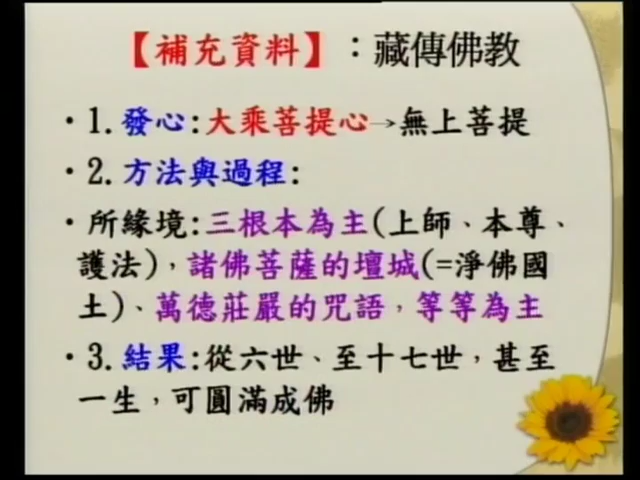 【補充資料】：藏傳佛教
・1.發心:大乘菩提心→無上菩提
・2.方法與過程:
・所緣境:三根本為主(上師、本尊、
護法)，諸佛菩薩的壇城(=淨佛國
土)、萬德莊嚴的咒語，等等為主
・3.結果:從六世、至十七世，甚至
一生，可圓滿成佛